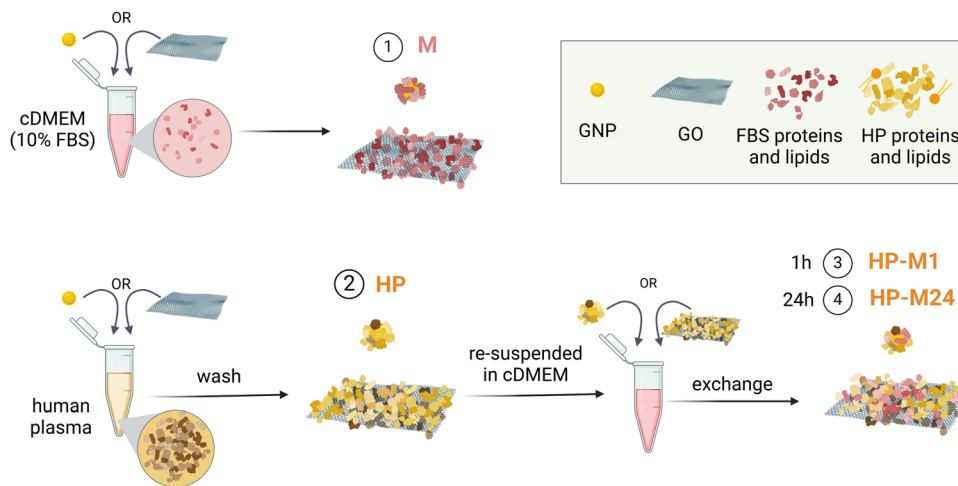 OR
cDMEM
(10% FBS)
1 M
GNP
GO
FBS proteins
and lipids
HP proteins
and lipids
OR
human
plasma
wash
2 HP
re-suspended
in cDMEM
OR
exchange
1h 3 HP-M1
24h 4 HP-M24